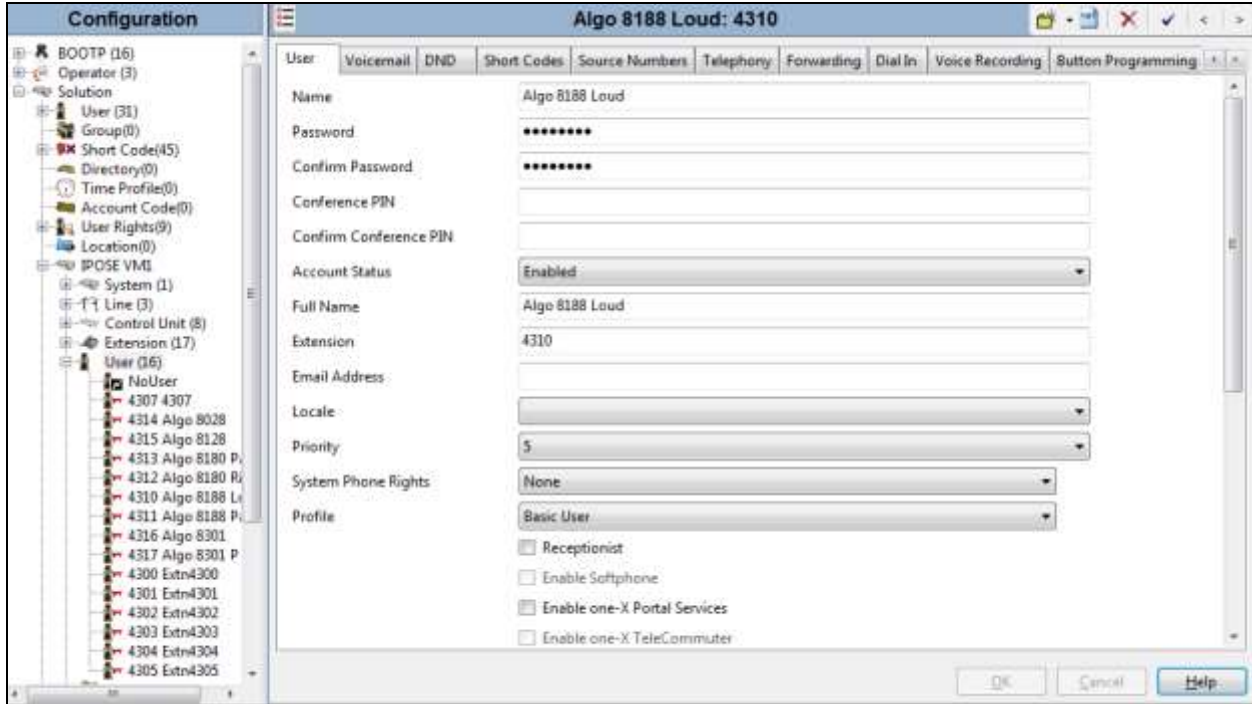 Configuration
BOOTP (16)
Operator (3)
Solution
User (31)
Group(0)
Short Code(45)
Directory(0)
Time Profile(0)
Account Code(0)
User Rights(9)
Location(0)
IPOSE VM1
System (1)
Line (3)
Control Unit (8)
Extension (17)
User (16)
NoUser
4307 4307
4314 Algo 8028
4315 Algo 8128
4313 Algo 8180
4312 Algo 8180
4310 Algo 8188
4311 Algo 8188
4316 Algo 8301
4317 Algo 8301 P
4300 Extn4300
4301 Extn4301
4302 Extn4302
4303 Extn4303
4304 Extn4304
4305 Extn4305
Algo 8188 Loud: 4310
User Voicemail DND Short Codes Source Numbers Telephony Forwarding Dial In Voice Recording Button Programming
Name Algo 8188 Loud
Password ••••••••
Confirm Password ••••••••
Conference PIN
Confirm Conference PIN
Account Status Enabled
Full Name Algo 8188 Loud
Extension 4310
Email Address
Locale
Priority 5
System Phone Rights None
Profile Basic User
Receptionist
Enable Softphone
Enable one-X Portal Services
Enable one-X TeleCommuter
OK Cancel Help